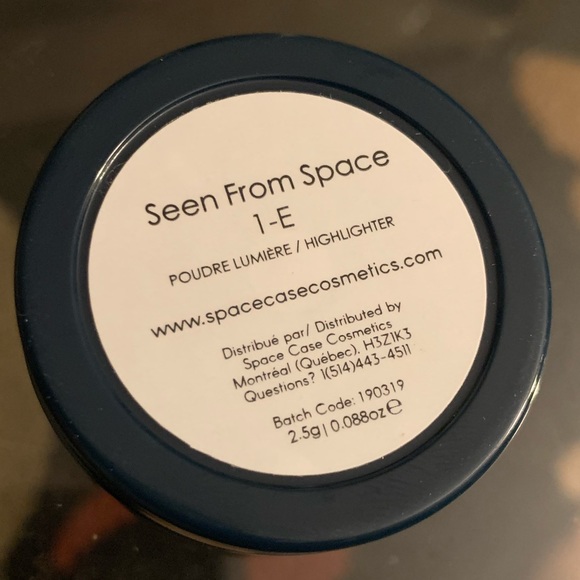 Seen From Space
1-E
POUDRE LUMIÈRE / HIGHLIGHTER
www.spacecasecosmetics.com
Distribué par/ Distributed by
Space Case Cosmetics
Montréal (Québec). H3Z1K3
Questions? 1(514)443-4511
Batch Code: 190319
2.5g|0.088oz℮